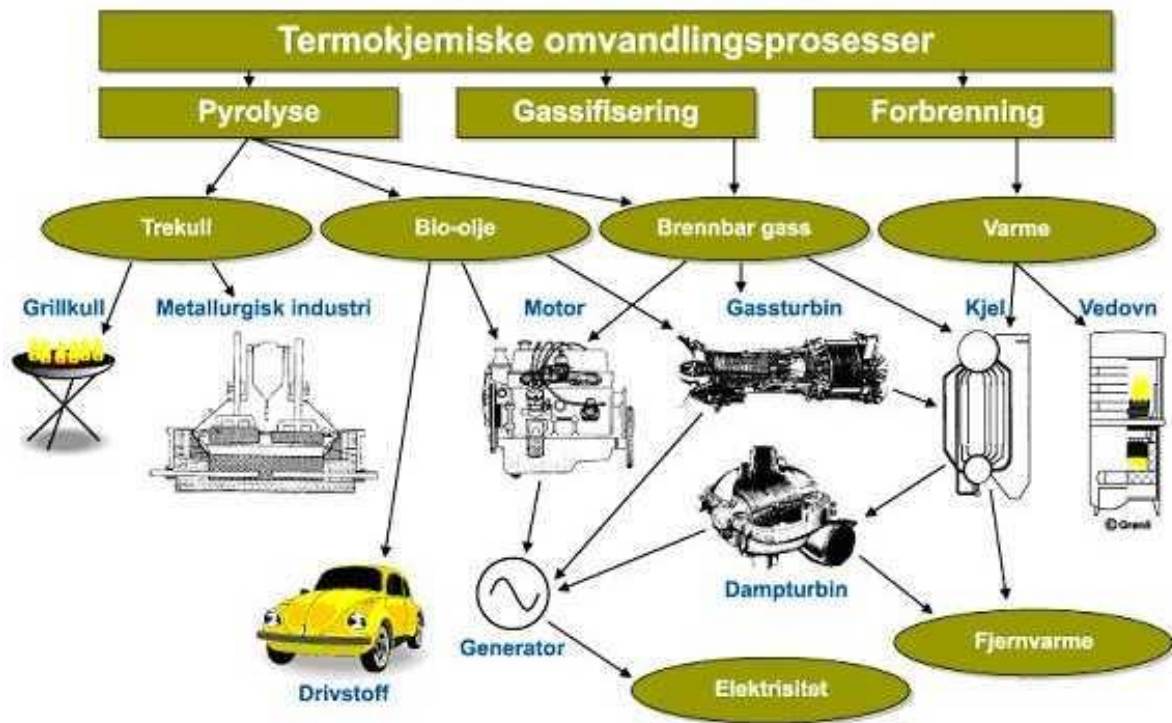 Termokjemiske omvandlingsprosesser
Pyrolyse
Gassifisering
Forbrenning
Trekull
Bio-olje
Brennbar gass
Varme
Grillkull
Metallurgisk industri
Motor
Gassturbin
Kjel
Vedovn
Dampturbin
Generator
Drivstoff
Fjernvarme
Elektrisitet